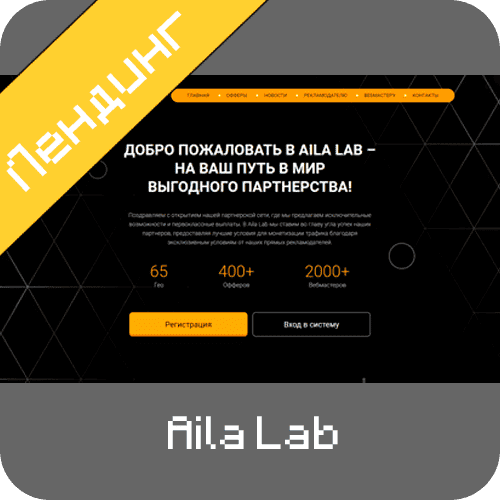 Лендинг
ГЛАВНАЯ ОФФЕРЫ НОВОСТИ РЕКЛАМОДАТЕЛЮ ВЕБМАСТЕРУ КОНТАКТЫ
ДОБРО ПОЖАЛОВАТЬ В AILA LAB –
НА ВАШ ПУТЬ В МИР
ВЫГОДНОГО ПАРТНЕРСТВА!
Поздравляем с открытием нашей партнерской сети, где мы предлагаем исключительные
возможности и первоклассные выплаты. В Aila Lab мы ставим во главу угла успех наших
партнеров, предоставляя лучшие условия для монетизации трафика благодаря
эксклюзивным условиям от наших прямых рекламодателей.
65 400+ 2000+
Гео Офферов Вебмастеров
Регистрация Вход в систему
Aila Lab